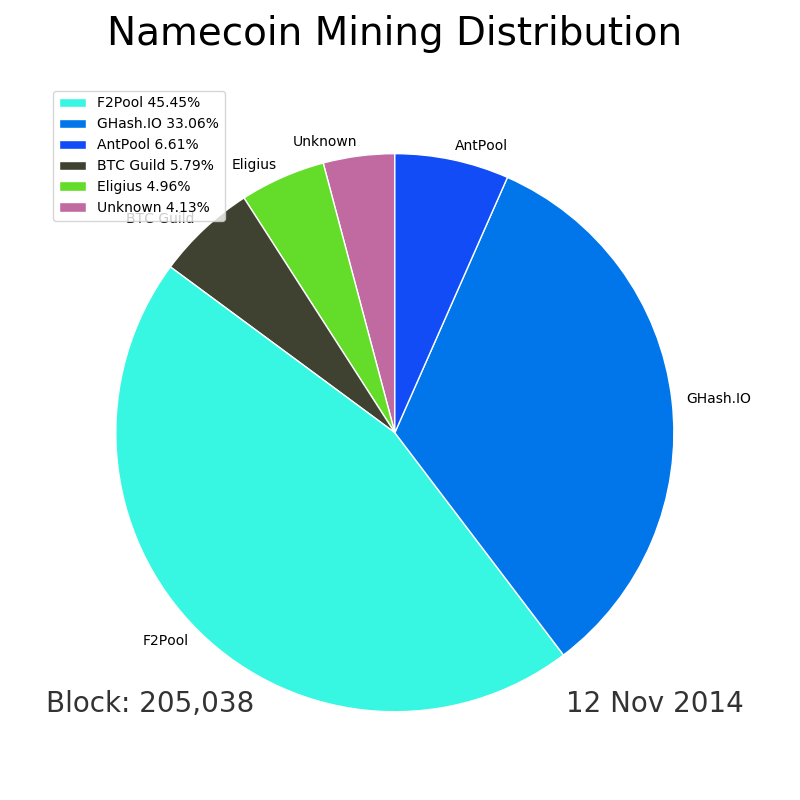 Namecoin Mining Distribution
F2Pool 45.45%
GHash.IO 33.06%
AntPool 6.61%
BTC Guild 5.79%
Eligius 4.96%
Unknown 4.13%
Unknown
AntPool
Eligius
BTC Guild
GHash.IO
F2Pool
Block: 205,038
12 Nov 2014